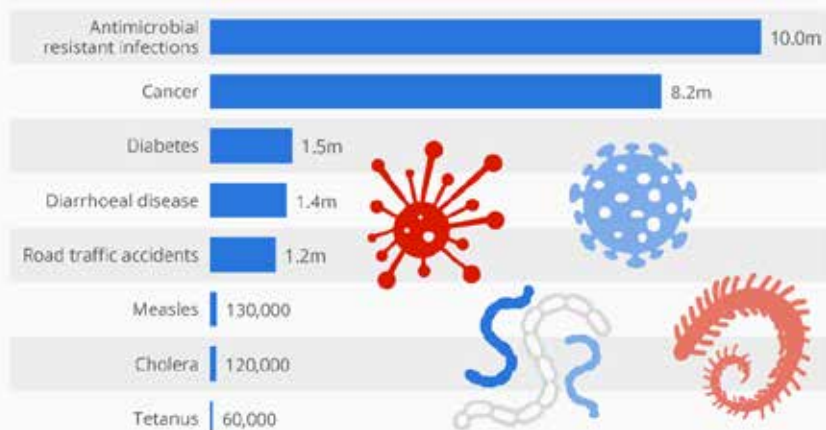 Antimicrobial
resistant infections
10.0m
Cancer
8.2m
Diabetes
1.5m
Diarrhoeal disease
1.4m
Road traffic accidents
1.2m
Measles
130,000
Cholera
120,000
Tetanus
60,000